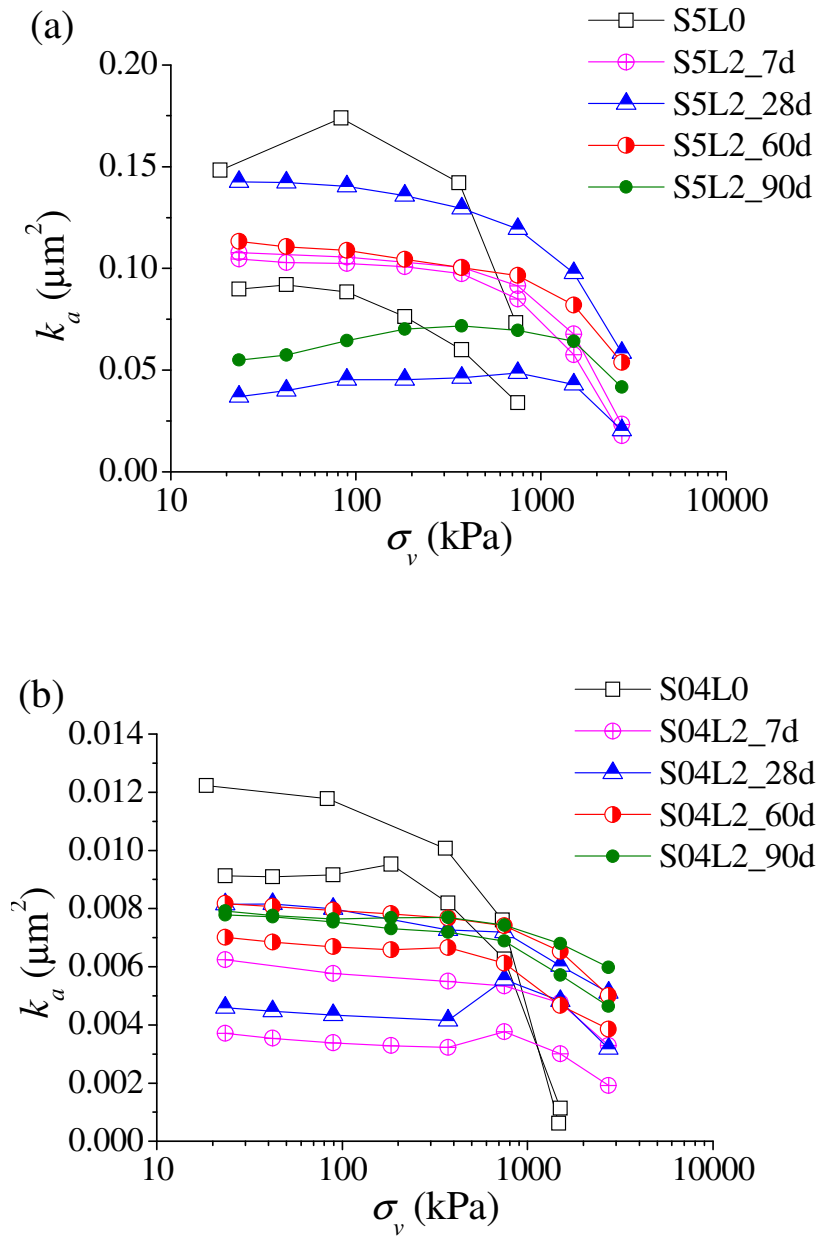 (a)
S5L0
S5L2_7d
S5L2_28d
S5L2_60d
S5L2_90d
0.20
0.15
0.10
0.05
0.00
kₐ (μm²)
10 100 1000 10000
σᵥ (kPa)
(b)
S04L0
S04L2_7d
S04L2_28d
S04L2_60d
S04L2_90d
0.014
0.012
0.010
0.008
0.006
0.004
0.002
0.000
kₐ (μm²)
10 100 1000 10000
σᵥ (kPa)